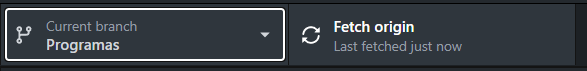 Current branch
Programas
Fetch origin
Last fetched just now